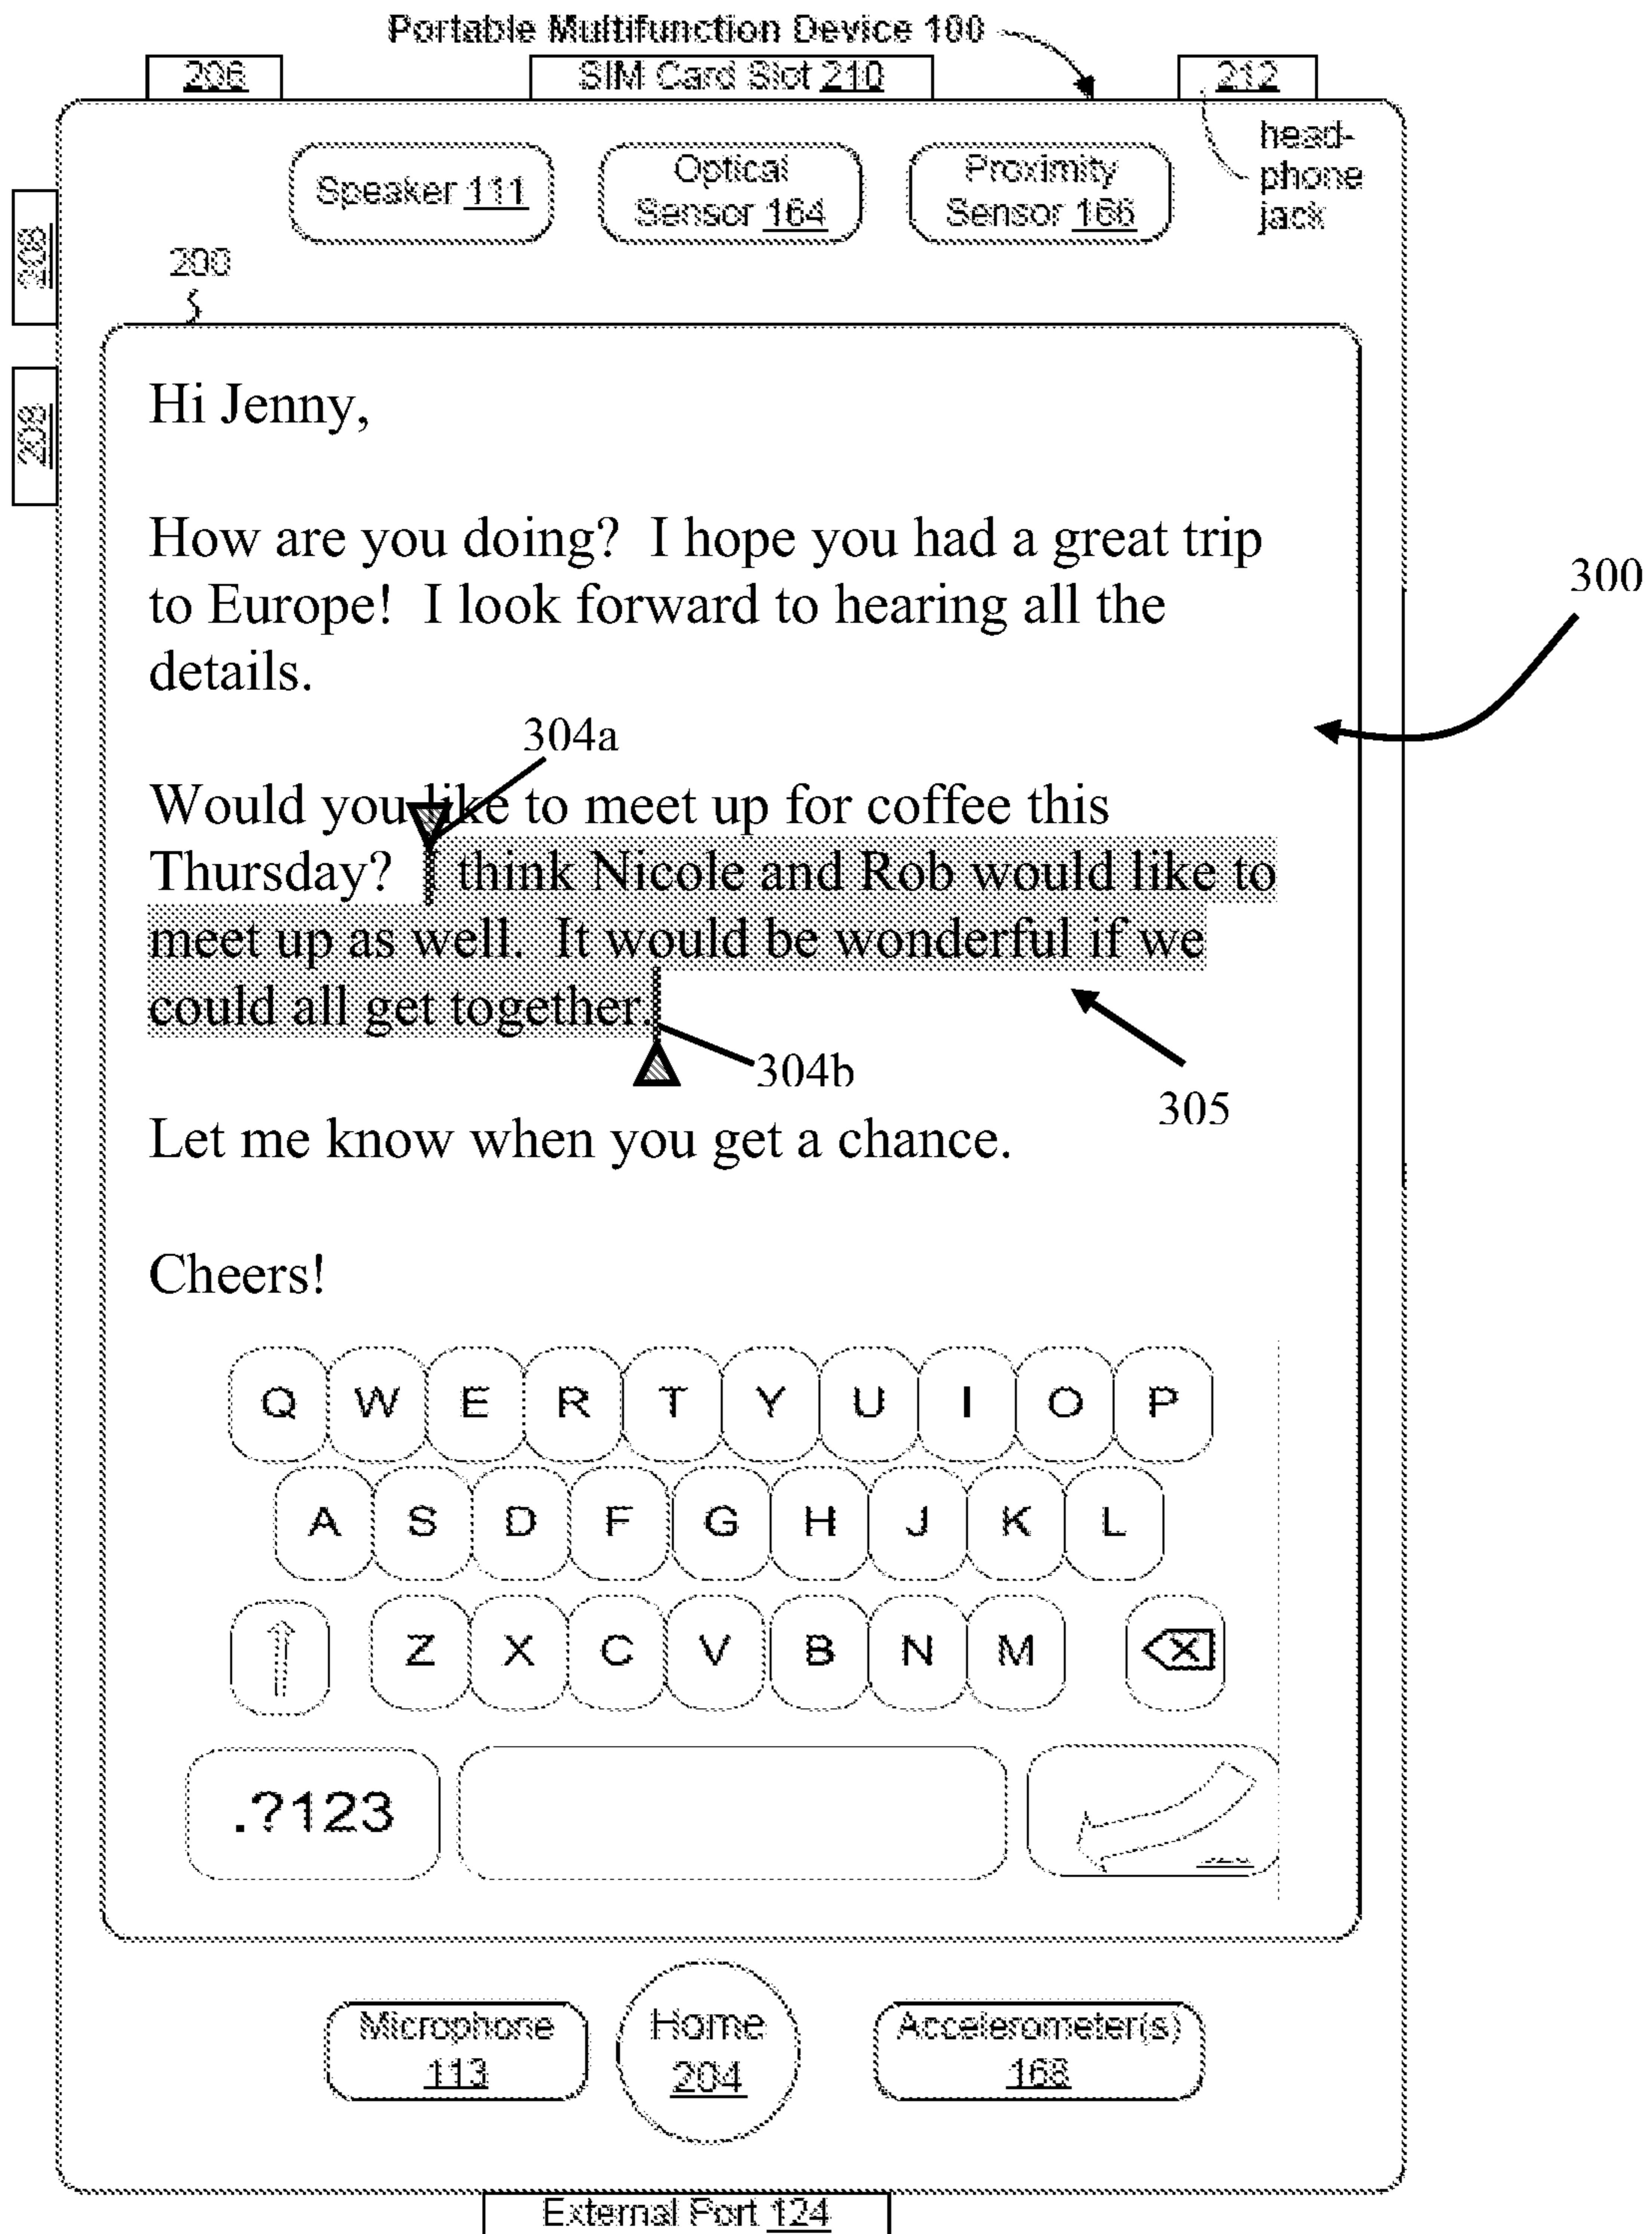 Portable Multifunction Device 100
206
SIM Card Slot 210
212
head-
phone
jack
Speaker 111
Optical
Sensor 164
Proximity
Sensor 166
208
200
208
Hi Jenny,
How are you doing?  I hope you had a great trip
to Europe!  I look forward to hearing all the
details.
300
304a
Would you like to meet up for coffee this
Thursday?  I think Nicole and Rob would like to
meet up as well.  It would be wonderful if we
could all get together.
304b
305
Let me know when you get a chance.
Cheers!
Q W E R T Y U I O P
A S D F G H J K L
Z X C V B N M
.?123
Microphone
113
Home
204
Accelerometer(s)
168
External Port 124